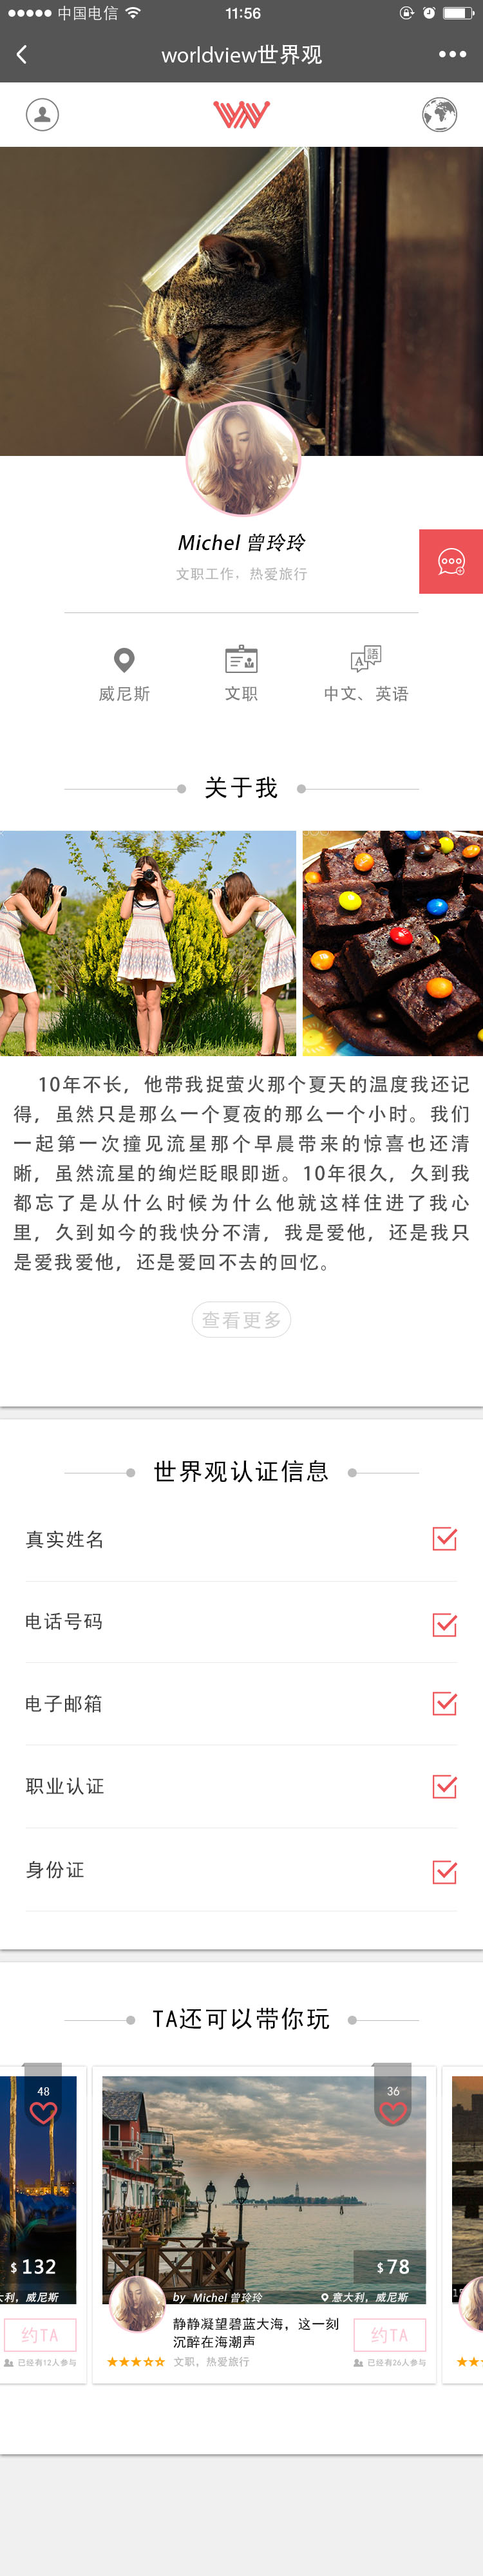 中国电信
11:56
worldview世界观
Michel 曾玲玲
文职工作，热爱旅行
威尼斯
文职
中文、英语
关于我
10年不长，他带我捉萤火那个夏天的温度我还记
得，虽然只是那么一个夏夜的那么一个小时。我们
一起第一次撞见流星那个早晨带来的惊喜也还清
晰，虽然流星的绚烂眨眼即逝。10年很久，久到我
都忘了是从什么时候为什么他就这样住进了我心
里，久到如今的我快分不清，我是爱他，还是我只
是爱我爱他，还是爱回不去的回忆。
查看更多
世界观认证信息
真实姓名
电话号码
电子邮箱
职业认证
身份证
TA还可以带你玩
48
$ 132
大利，威尼斯
约TA
已经有12人参与
36
$ 78
by Michel 曾玲玲
意大利，威尼斯
静静凝望碧蓝大海，这一刻
沉醉在海潮声
文职，热爱旅行
约TA
已经有26人参与